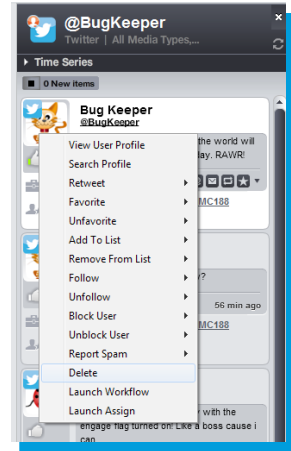 @BugKeeper
Twitter | All Media Types,...
Time Series
0 New items
Bug Keeper
@BugKeeper
the world will
lay. RAWR!
MC188
y?
56 min ago
MC188
y with the
engage flag turned on! Like a boss cause i
can
View User Profile
Search Profile
Retweet
Favorite
Unfavorite
Add To List
Remove From List
Follow
Unfollow
Block User
Unblock User
Report Spam
Delete
Launch Workflow
Launch Assign